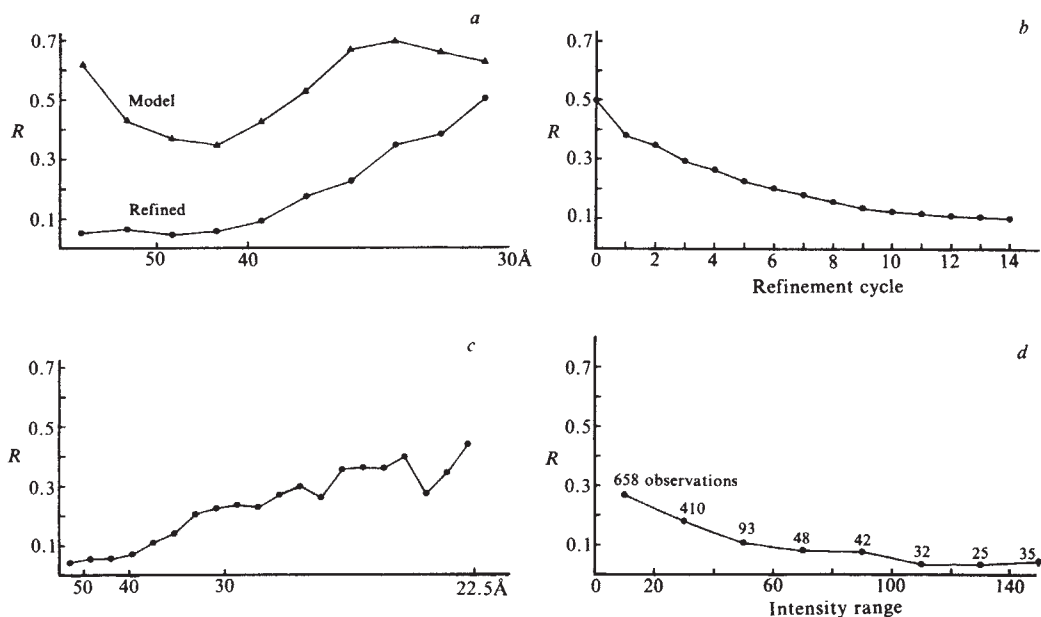 a
0.7
0.5
R
0.3
0.1
Model
Refined
50
40
30Å
b
0.7
0.5
R
0.3
0.1
0
2
4
6
8
10
12
14
Refinement cycle
c
0.7
0.5
R
0.3
0.1
50
40
30
22.5Å
d
0.7
0.5
R
0.3
0.1
658 observations
410
93
48
42
32
25
35
0
20
60
100
140
Intensity range